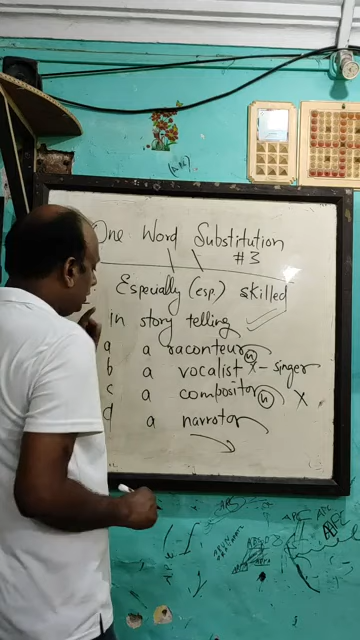 One Word Substitution
#3
Especially (esp.) skilled
in story telling
a a raconteur (n)
b a vocalist X - singer
c a compositor (n) X
d a narrator